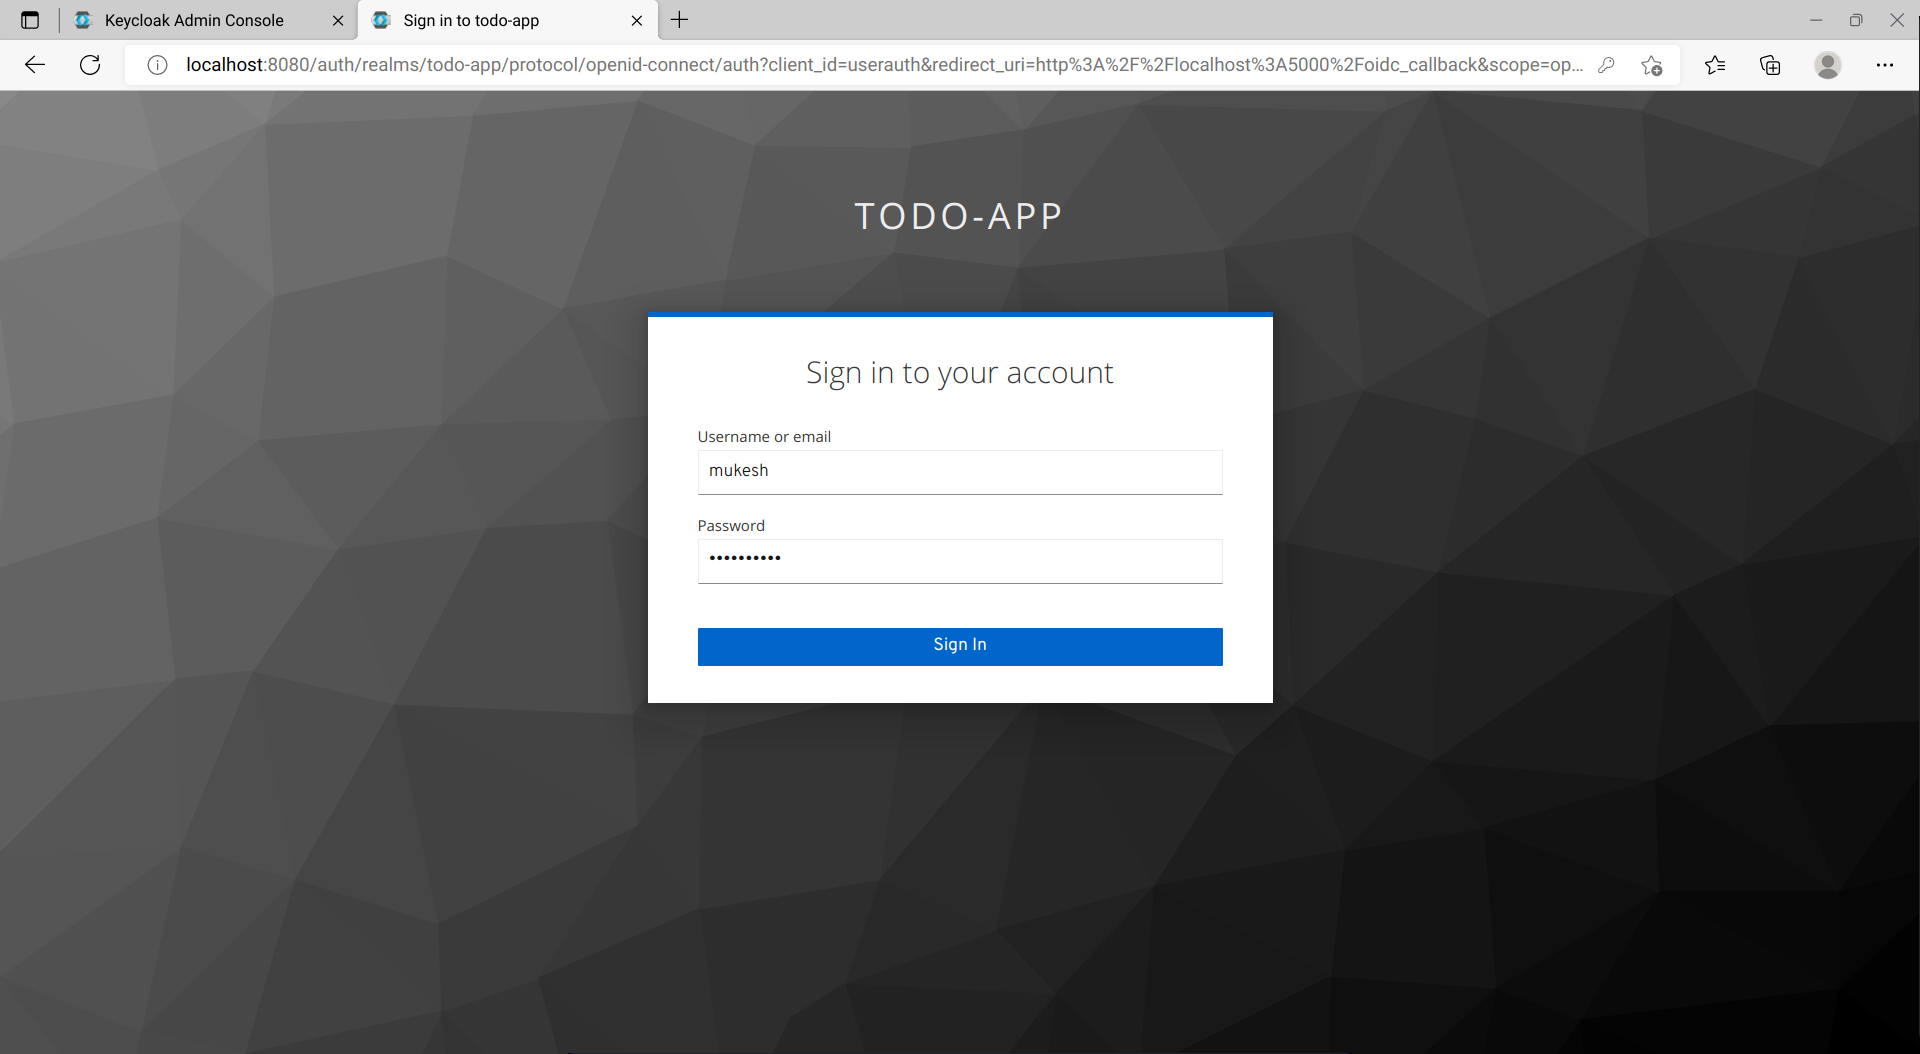 Keycloak Admin Console
Sign in to todo-app
localhost:8080/auth/realms/todo-app/protocol/openid-connect/auth?client_id=userauth&redirect_uri=http%3A%2F%2Flocalhost%3A5000%2Foidc_callback&scope=op...
TODO-APP
Sign in to your account
Username or email
mukesh
Password
••••••••••
Sign In